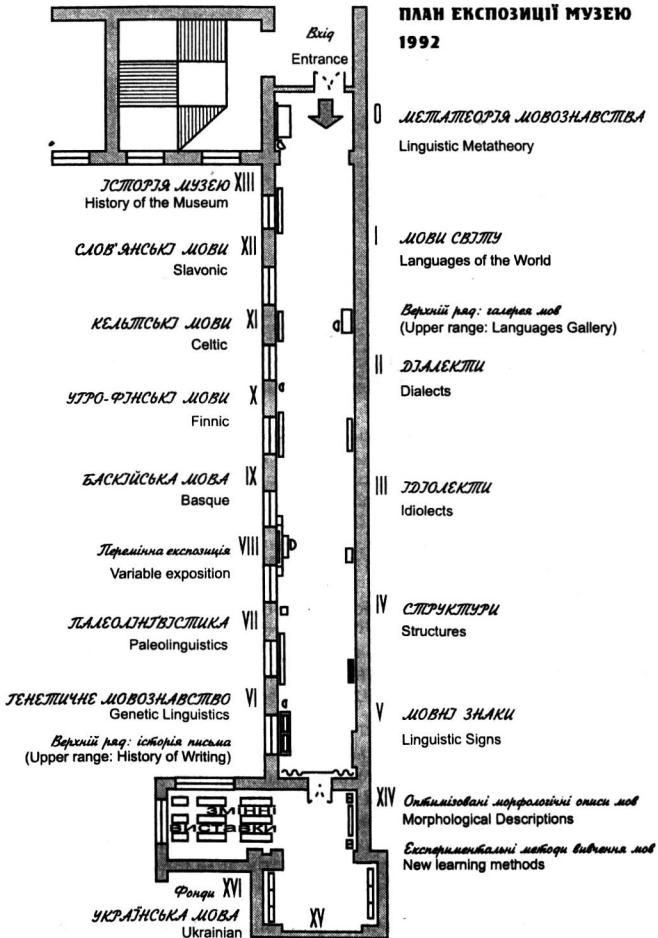 ПЛАН ЕКСПОЗИЦІЇ МУЗЕЮ
1992
Вхід
Entrance
0 МЕТАТЕОРІЯ МОВОЗНАВСТВА
Linguistic Metatheory
I МОВИ СВІТУ
Languages of the World
Верхній ряд: галерея мов
(Upper range: Languages Gallery)
II ДІАЛЕКТИ
Dialects
III ІДІОЛЕКТИ
Idiolects
IV СТРУКТУРИ
Structures
V МОВНІ ЗНАКИ
Linguistic Signs
ІСТОРІЯ МУЗЕЮ XIII
History of the Museum
СЛОВ'ЯНСЬКІ МОВИ XII
Slavonic
КЕЛЬТСЬКІ МОВИ XI
Celtic
УГРО-ФІНСЬКІ МОВИ X
Finnic
БАСКІЙСЬКА МОВА IX
Basque
Перемінна експозиція VIII
Variable exposition
ПАЛЕОЛІНҐВІСТИКА VII
Paleolinguistics
ҐЕНЕТИЧНЕ МОВОЗНАВСТВО VI
Genetic Linguistics
Верхній ряд: історія письма
(Upper range: History of Writing)
XIV Оптимізовані морфологічні описи мов
Morphological Descriptions
Експериментальні методи вивчення мов
New learning methods
ЗМІННІ
ВИСТАВКИ
Фонди XVI
УКРАЇНСЬКА МОВА XV
Ukrainian